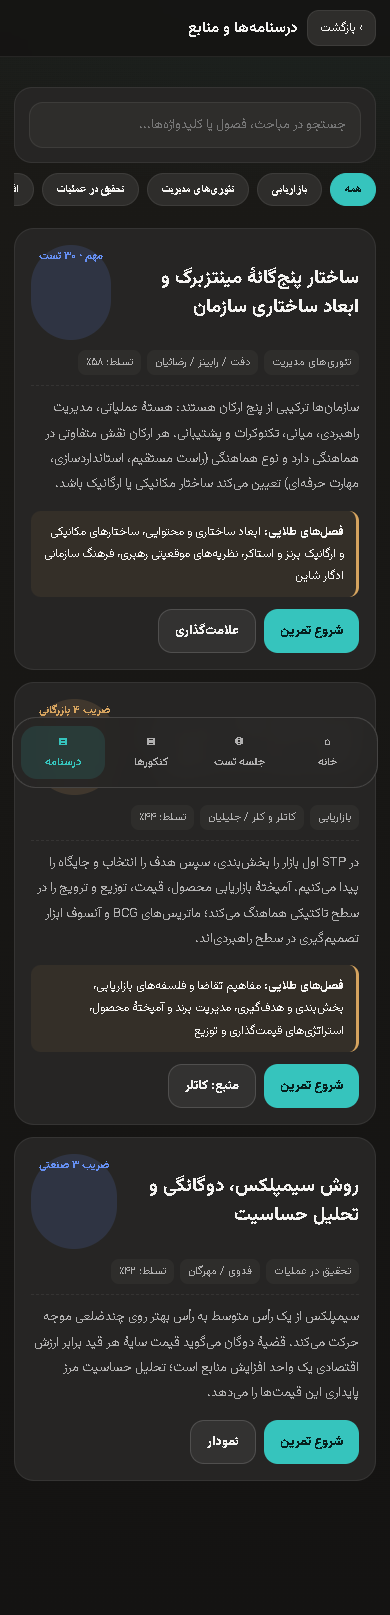 ‹ بازگشت
درسنامه‌ها و منابع
جستجو در مباحث، فصول یا کلیدواژه‌ها...
همه
بازاریابی
تئوری‌های مدیریت
تحقیق در عملیات
مهم · ۳۰ تست
ساختار پنج‌گانهٔ مینتزبرگ و
ابعاد ساختاری سازمان
تئوری‌های مدیریت
دفت / رابینز / رضائیان
تسلط: ۵۸٪
سازمان‌ها ترکیبی از پنج ارکان هستند: هستهٔ عملیاتی، مدیریت
راهبردی، میانی، تکنوکرات و پشتیبانی. هر ارکان نقش متفاوتی در
هماهنگی دارد و نوع هماهنگی (راست مستقیم، استانداردسازی،
مهارت حرفه‌ای) تعیین می‌کند ساختار مکانیکی یا ارگانیک باشد.
فصل‌های طلایی: ابعاد ساختاری و محتوایی، ساختارهای مکانیکی
و ارگانیک برنز و استاکر، نظریه‌های موقعیتی رهبری، فرهنگ سازمانی
ادگار شاین
شروع تمرین
علامت‌گذاری
ضریب ۴ بازرگانی
خانه
جلسه تست
کنکورها
درسنامه
بازاریابی
کاتلر و کلر / جلیلیان
تسلط: ۴۴٪
در STP اول بازار را بخش‌بندی، سپس هدف را انتخاب و جایگاه را
پیدا می‌کنیم. آمیختهٔ بازاریابی محصول، قیمت، توزیع و ترویج را در
سطح تاکتیکی هماهنگ می‌کند؛ ماتریس‌های BCG و آنسوف ابزار
تصمیم‌گیری در سطح راهبردی‌اند.
فصل‌های طلایی: مفاهیم تقاضا و فلسفه‌های بازاریابی،
بخش‌بندی و هدف‌گیری، مدیریت برند و آمیختهٔ محصول،
استراتژی‌های قیمت‌گذاری و توزیع
شروع تمرین
منبع: کاتلر
ضریب ۳ صنعتی
روش سیمپلکس، دوگانگی و
تحلیل حساسیت
تحقیق در عملیات
قدوی / مهرگان
تسلط: ۴۲٪
سیمپلکس از یک رأس متوسط به رأس بهتر روی چندضلعی موجه
حرکت می‌کند. قضیهٔ دوگان می‌گوید قیمت سایهٔ هر قید برابر ارزش
اقتصادی یک واحد افزایش منابع است؛ تحلیل حساسیت مرز
پایداری این قیمت‌ها را می‌دهد.
شروع تمرین
نمودار